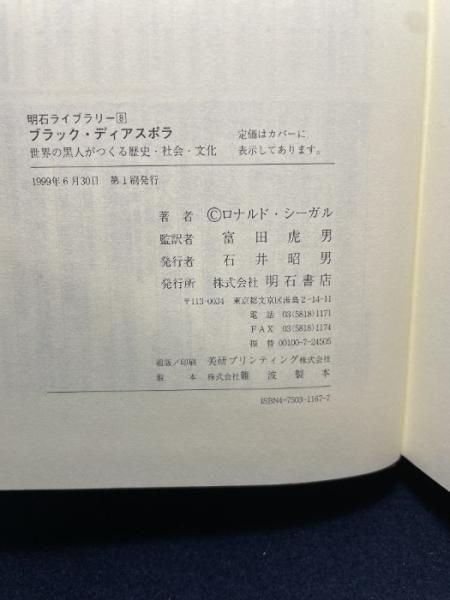 明石ライブラリー8
ブラック・ディアスポラ
世界の黒人がつくる歴史・社会・文化
定価はカバーに
表示してあります。
1999年6月30日 第1刷発行
著者 ©ロナルド・シーガル
監訳者 富田虎男
発行者 石井昭男
発行所 株式会社 明石書店
〒113-0034 東京都文京区湯島2-14-11
電話 03(5818)1171
FAX 03(5818)1174
振替 00100-7-24505
組版/印刷 美研プリンティング株式会社
製本 株式会社難波製本
ISBN4-7503-1167-7